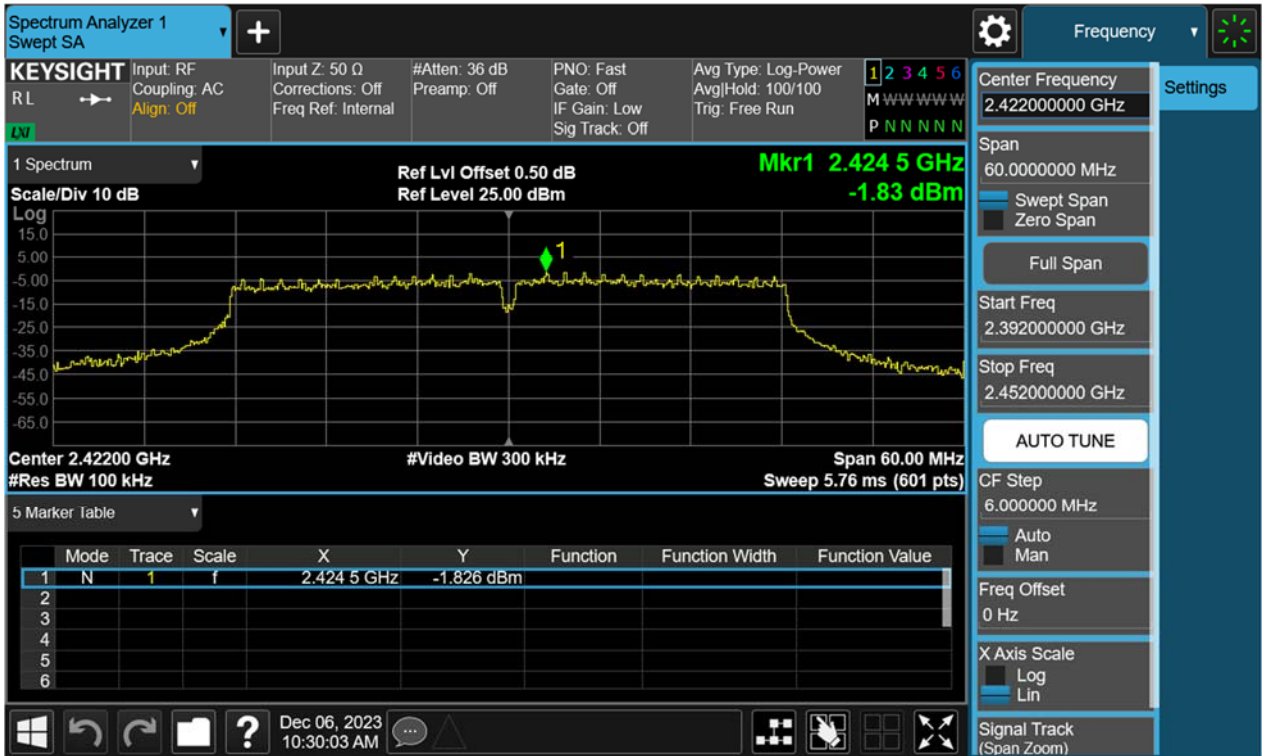 Spectrum Analyzer 1
Swept SA
Frequency
KEYSIGHT
RL
LXI
Input: RF
Coupling: AC
Align: Off
Input Z: 50 Ω
Corrections: Off
Freq Ref: Internal
#Atten: 36 dB
Preamp: Off
PNO: Fast
Gate: Off
IF Gain: Low
Sig Track: Off
Avg Type: Log-Power
Avg|Hold: 100/100
Trig: Free Run
1 2 3 4 5 6
M W W W W W
P N N N N N
1 Spectrum
Scale/Div 10 dB
Ref Lvl Offset 0.50 dB
Ref Level 25.00 dBm
Mkr1 2.424 5 GHz
-1.83 dBm
Log
15.0
5.00
-5.00
-15.0
-25.0
-35.0
-45.0
-55.0
-65.0
1
Center 2.42200 GHz
#Video BW 300 kHz
Span 60.00 MHz
#Res BW 100 kHz
Sweep 5.76 ms (601 pts)
5 Marker Table
Mode Trace Scale X Y Function Function Width Function Value
1 N 1 f 2.424 5 GHz -1.826 dBm
2
3
4
5
6
?
Dec 06, 2023
10:30:03 AM
Center Frequency
2.422000000 GHz
Settings
Span
60.0000000 MHz
Swept Span
Zero Span
Full Span
Start Freq
2.392000000 GHz
Stop Freq
2.452000000 GHz
AUTO TUNE
CF Step
6.000000 MHz
Auto
Man
Freq Offset
0 Hz
X Axis Scale
Log
Lin
Signal Track
(Span Zoom)